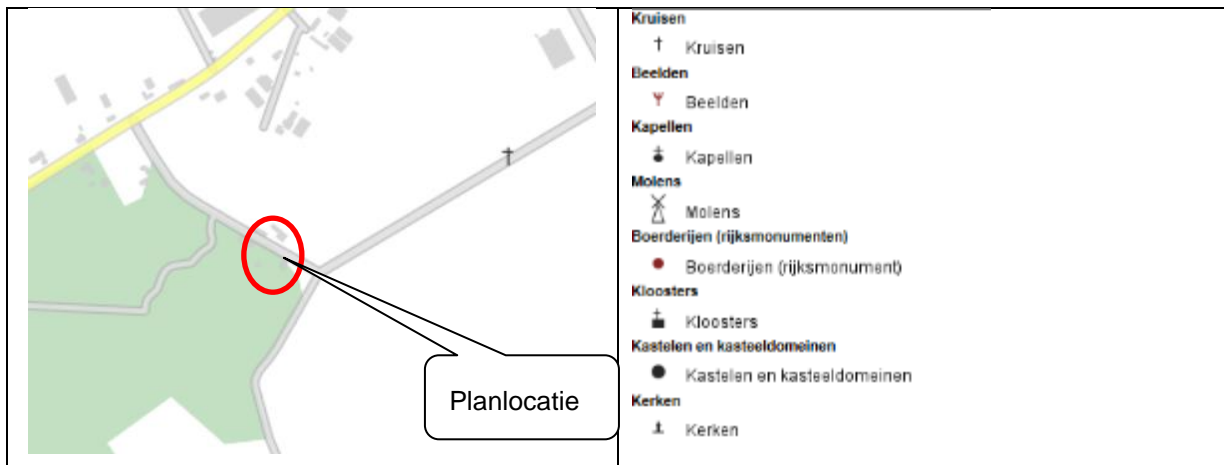 Planlocatie
Kruisen
Kruisen
Beelden
Beelden
Kapellen
Kapellen
Molens
Molens
Boerderijen (rijksmonumenten)
Boerderijen (rijksmonument)
Kloosters
Kloosters
Kastelen en kasteeldomeinen
Kastelen en kasteeldomeinen
Kerken
Kerken